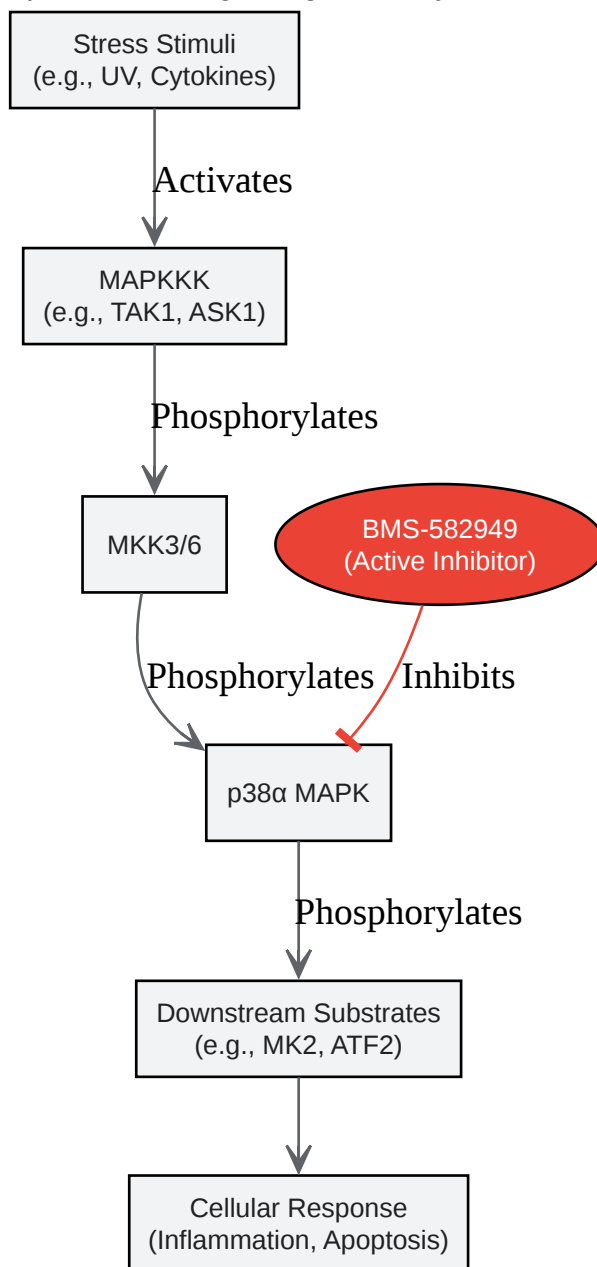 Stress Stimuli
(e.g., UV, Cytokines)
Activates
MAPKKK
(e.g., TAK1, ASK1)
Phosphorylates
MKK3/6
BMS-582949
(Active Inhibitor)
Phosphorylates
Inhibits
p38α MAPK
Phosphorylates
Downstream Substrates
(e.g., MK2, ATF2)
Cellular Response
(Inflammation, Apoptosis)